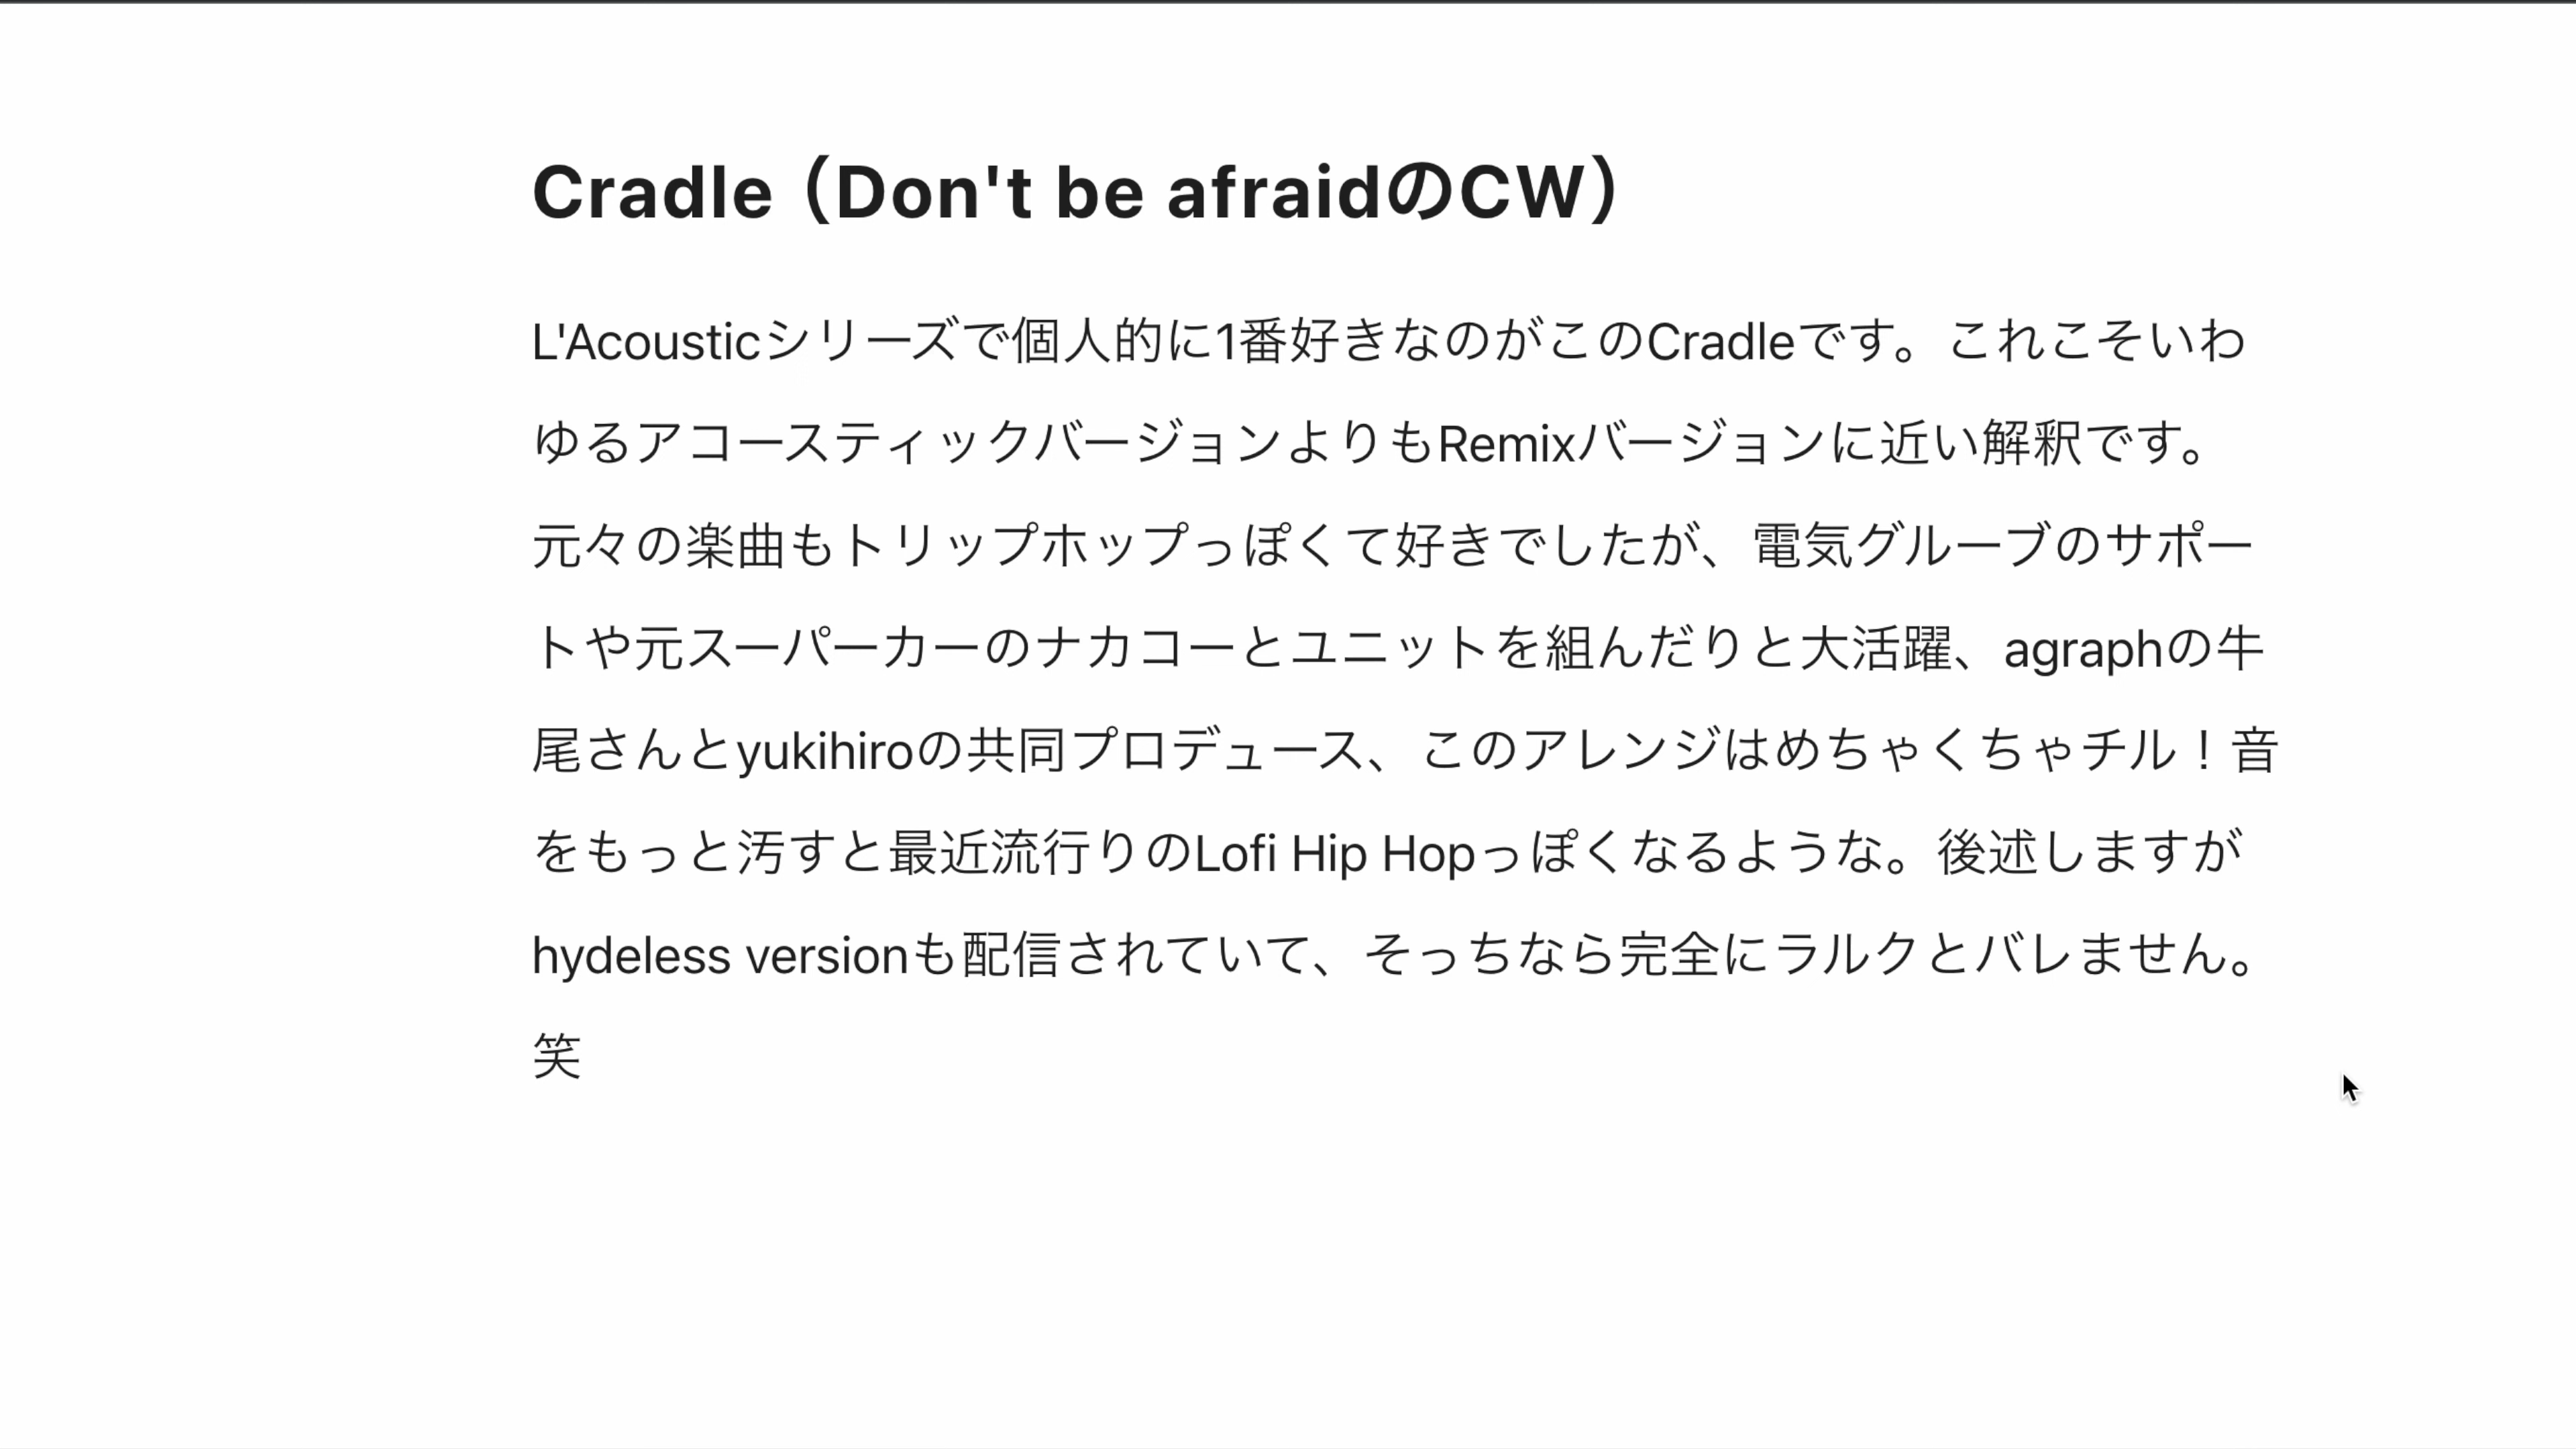 Cradle（Don't be afraidのCW）
L'Acousticシリーズで個人的に1番好きなのがこのCradleです。これこそいわ
ゆるアコースティックバージョンよりもRemixバージョンに近い解釈です。
元々の楽曲もトリップホップっぽくて好きでしたが、電気グルーブのサポー
トや元スーパーカーのナカコーとユニットを組んだりと大活躍、agraphの牛
尾さんとyukihiroの共同プロデュース、このアレンジはめちゃくちゃチル！音
をもっと汚すと最近流行りのLofi Hip Hopっぽくなるような。後述しますが
hydeless versionも配信されていて、そっちなら完全にラルクとバレません。
笑